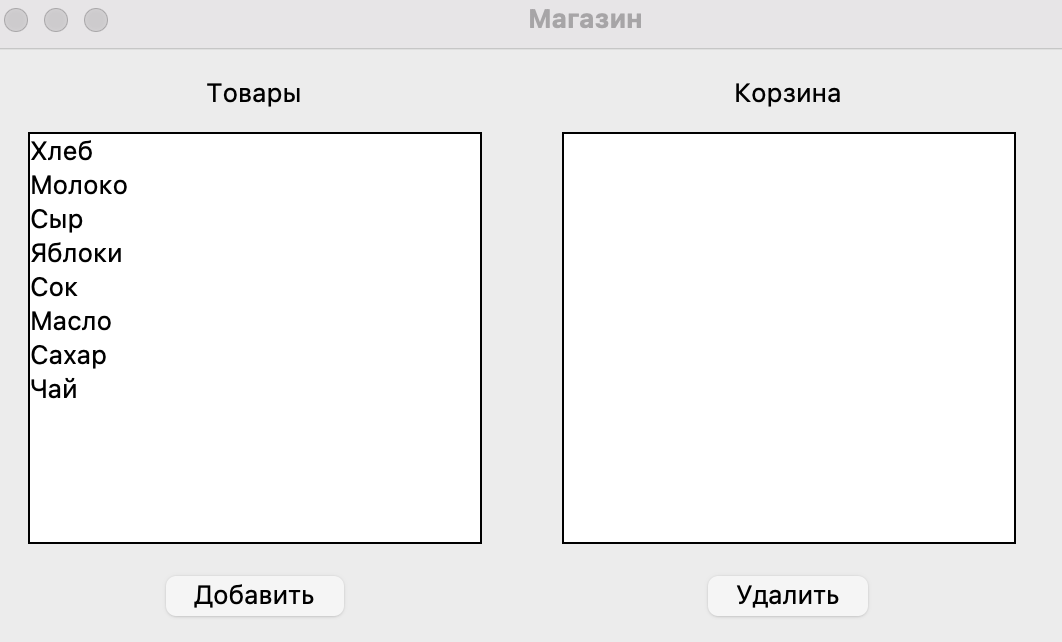 Магазин
Товары
Корзина
Хлеб
Молоко
Сыр
Яблоки
Сок
Масло
Сахар
Чай
Добавить
Удалить